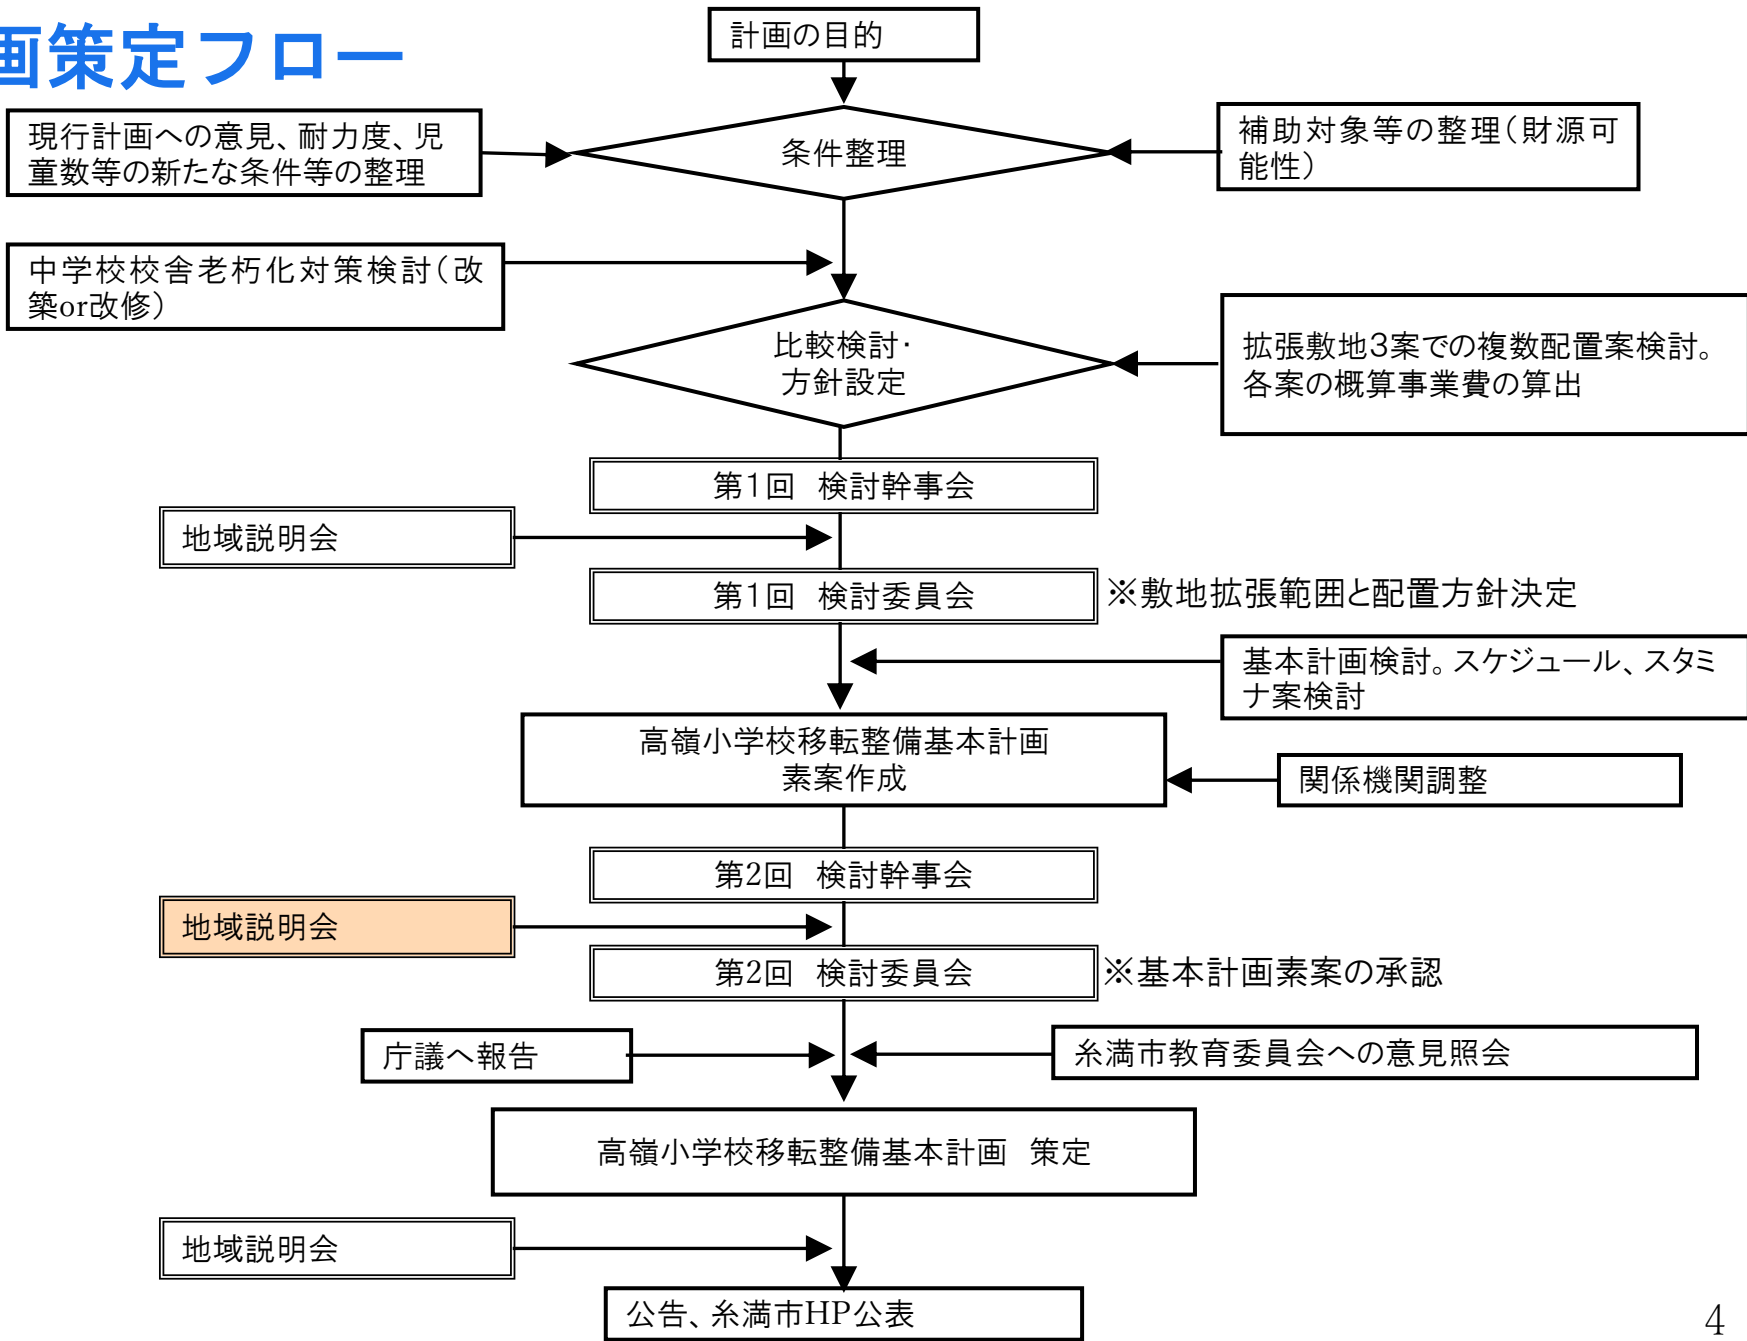 画策定フロー
計画の目的
現行計画への意見、耐力度、児
童数等の新たな条件等の整理
条件整理
補助対象等の整理（財源可
能性）
中学校校舎老朽化対策検討（改
築or改修）
比較検討・
方針設定
拡張敷地3案での複数配置案検討。
各案の概算事業費の算出
第1回　検討幹事会
地域説明会
第1回　検討委員会
※敷地拡張範囲と配置方針決定
基本計画検討。スケジュール、スタミ
ナ案検討
高嶺小学校移転整備基本計画
素案作成
関係機関調整
第2回　検討幹事会
地域説明会
第2回　検討委員会
※基本計画素案の承認
庁議へ報告
糸満市教育委員会への意見照会
高嶺小学校移転整備基本計画　策定
地域説明会
公告、糸満市HP公表
4